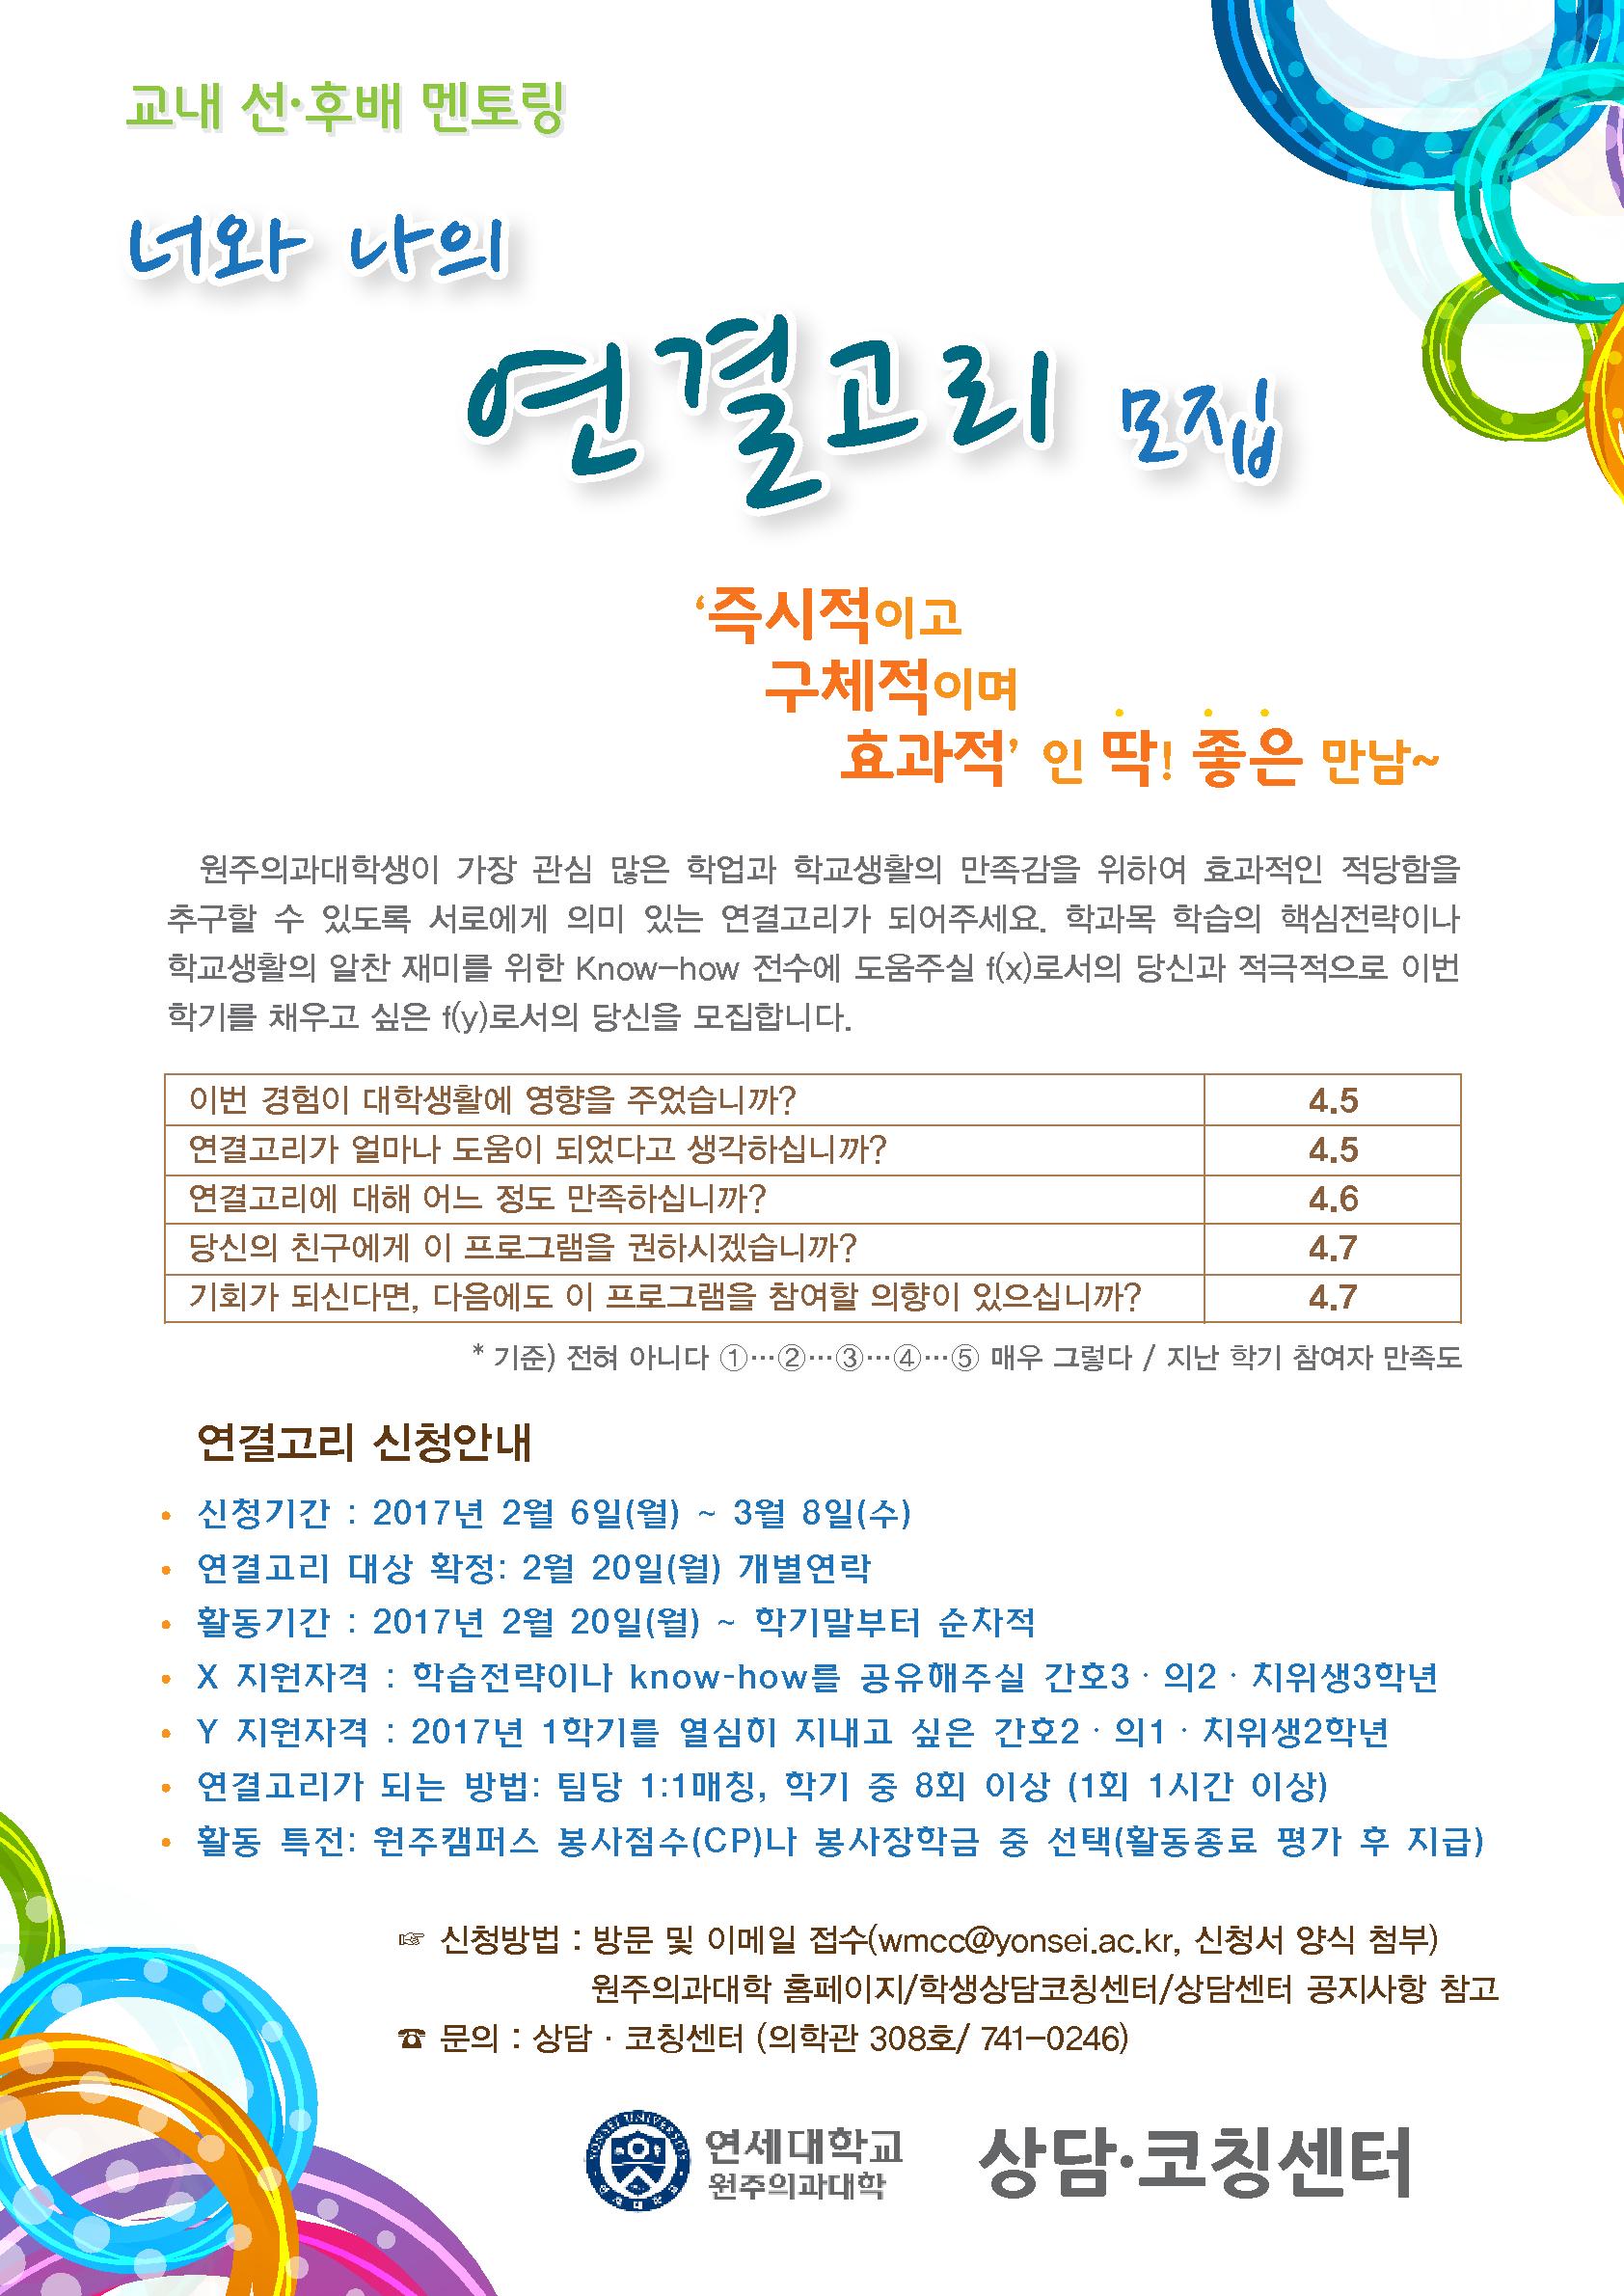 교내 선·후배 멘토링
너와 나의
연결고리 모집
‘즉시적이고
구체적이며
효과적’ 인 딱! 좋은 만남~
원주의과대학생이 가장 관심 많은 학업과 학교생활의 만족감을 위하여 효과적인 적당함을
추구할 수 있도록 서로에게 의미 있는 연결고리가 되어주세요. 학과목 학습의 핵심전략이나
학교생활의 알찬 재미를 위한 Know-how 전수에 도움주실 f(x)로서의 당신과 적극적으로 이번
학기를 채우고 싶은 f(y)로서의 당신을 모집합니다.
이번 경험이 대학생활에 영향을 주었습니까? 4.5
연결고리가 얼마나 도움이 되었다고 생각하십니까? 4.5
연결고리에 대해 어느 정도 만족하십니까? 4.6
당신의 친구에게 이 프로그램을 권하시겠습니까? 4.7
기회가 되신다면, 다음에도 이 프로그램을 참여할 의향이 있으십니까? 4.7
* 기준) 전혀 아니다 ①…②…③…④…⑤ 매우 그렇다 / 지난 학기 참여자 만족도
연결고리 신청안내
• 신청기간 : 2017년 2월 6일(월) ~ 3월 8일(수)
• 연결고리 대상 확정: 2월 20일(월) 개별연락
• 활동기간 : 2017년 2월 20일(월) ~ 학기말부터 순차적
• X 지원자격 : 학습전략이나 know-how를 공유해주실 간호3 · 의2 · 치위생3학년
• Y 지원자격 : 2017년 1학기를 열심히 지내고 싶은 간호2 · 의1 · 치위생2학년
• 연결고리가 되는 방법: 팀당 1:1매칭, 학기 중 8회 이상 (1회 1시간 이상)
• 활동 특전: 원주캠퍼스 봉사점수(CP)나 봉사장학금 중 선택(활동종료 평가 후 지급)
☞ 신청방법 : 방문 및 이메일 접수(wmcc@yonsei.ac.kr, 신청서 양식 첨부)
원주의과대학 홈페이지/학생상담코칭센터/상담센터 공지사항 참고
☎ 문의 : 상담 · 코칭센터 (의학관 308호/ 741-0246)
연세대학교
원주의과대학
상담·코칭센터